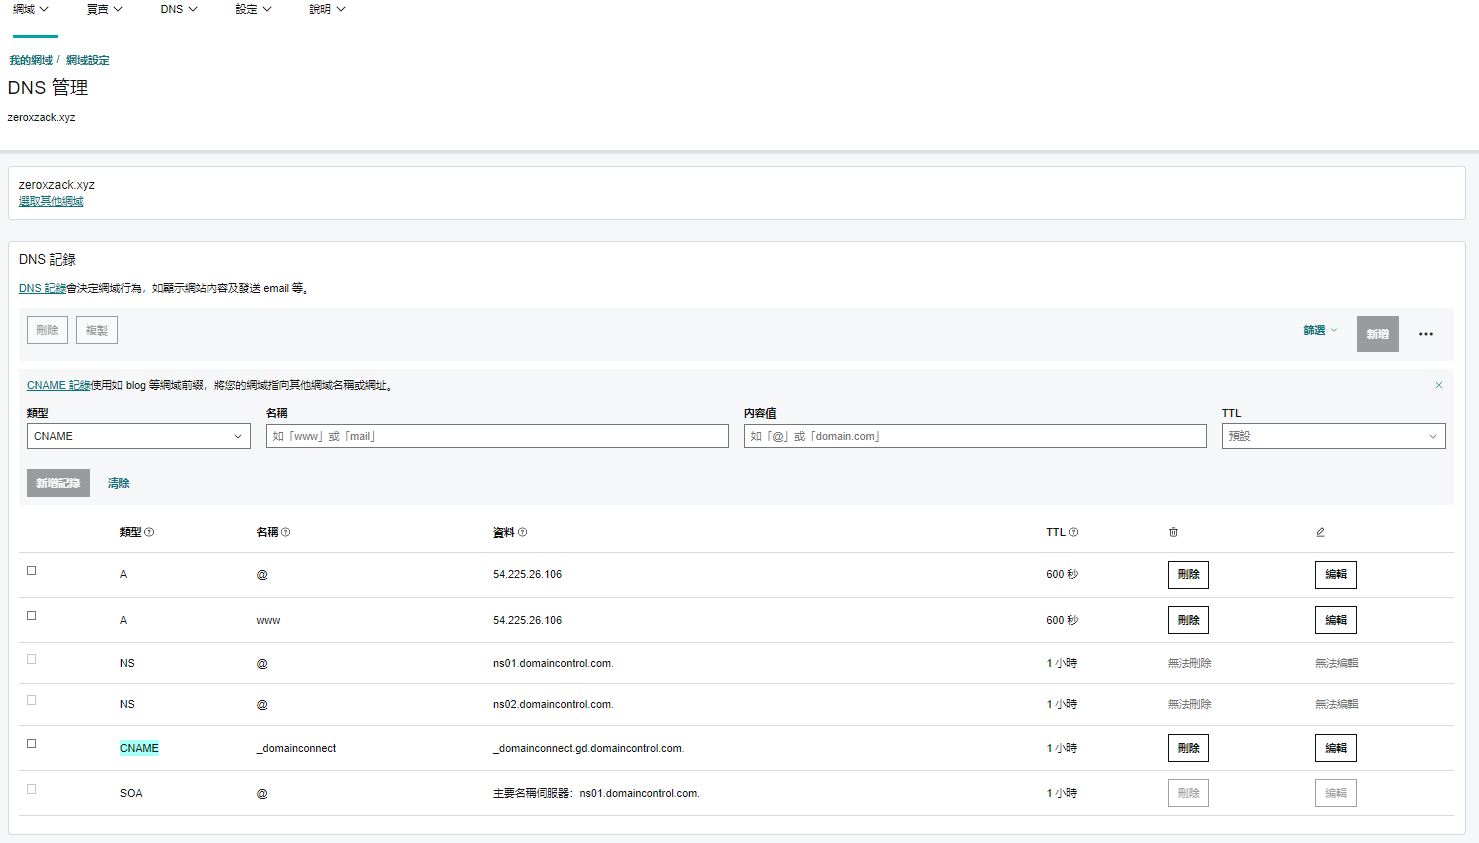 網域 買賣 DNS 設定 說明
我的網域 / 網域設定
DNS 管理
zeroxzack.xyz
zeroxzack.xyz
選取其他網域
DNS 記錄
DNS 記錄會決定網域行為，如顯示網站內容及發送 email 等。
刪除 複製 篩選 新增
CNAME 記錄使用如 blog 等網域前綴，將您的網域指向其他網域名稱或網址。
類型 名稱 內容值 TTL
CNAME 如「www」或「mail」 如「@」或「domain.com」 預設
新增記錄 清除
類型 名稱 資料 TTL
A @ 54.225.26.106 600 秒 刪除 編輯
A www 54.225.26.106 600 秒 刪除 編輯
NS @ ns01.domaincontrol.com. 1 小時 無法刪除 無法編輯
NS @ ns02.domaincontrol.com. 1 小時 無法刪除 無法編輯
CNAME _domainconnect _domainconnect.gd.domaincontrol.com. 1 小時 刪除 編輯
SOA @ 主要名稱伺服器： ns01.domaincontrol.com. 1 小時 刪除 編輯